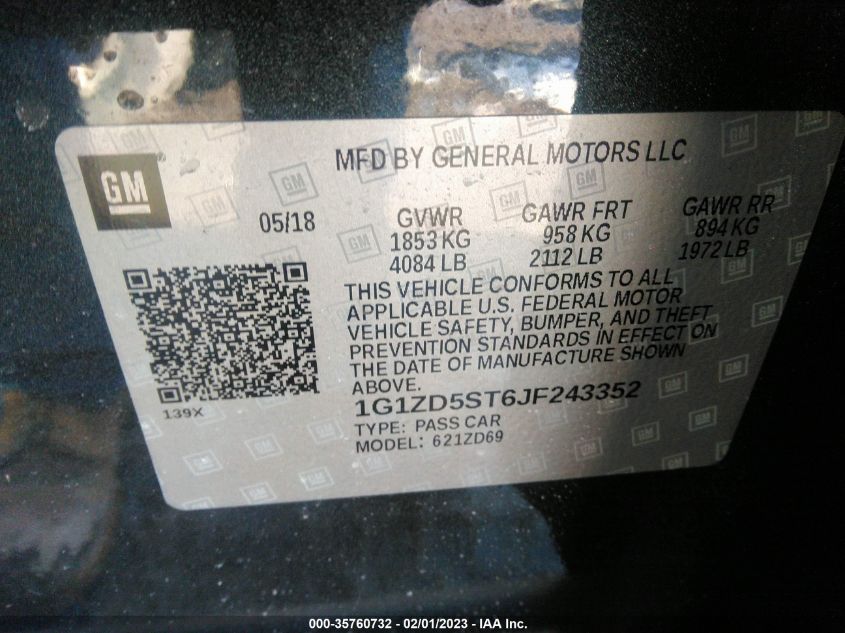 MFD BY GENERAL MOTORS LLC
GM
05/18
GVWR
1853 KG
4084 LB
GAWR FRT
958 KG
2112 LB
GAWR RR
894 KG
1972 LB
THIS VEHICLE CONFORMS TO ALL
APPLICABLE U.S. FEDERAL MOTOR
VEHICLE SAFETY, BUMPER, AND THEFT
PREVENTION STANDARDS IN EFFECT ON
THE DATE OF MANUFACTURE SHOWN
ABOVE.
139X
1G1ZD5ST6JF243352
TYPE: PASS CAR
MODEL: 621ZD69
000-35760732 - 02/01/2023 - IAA Inc.